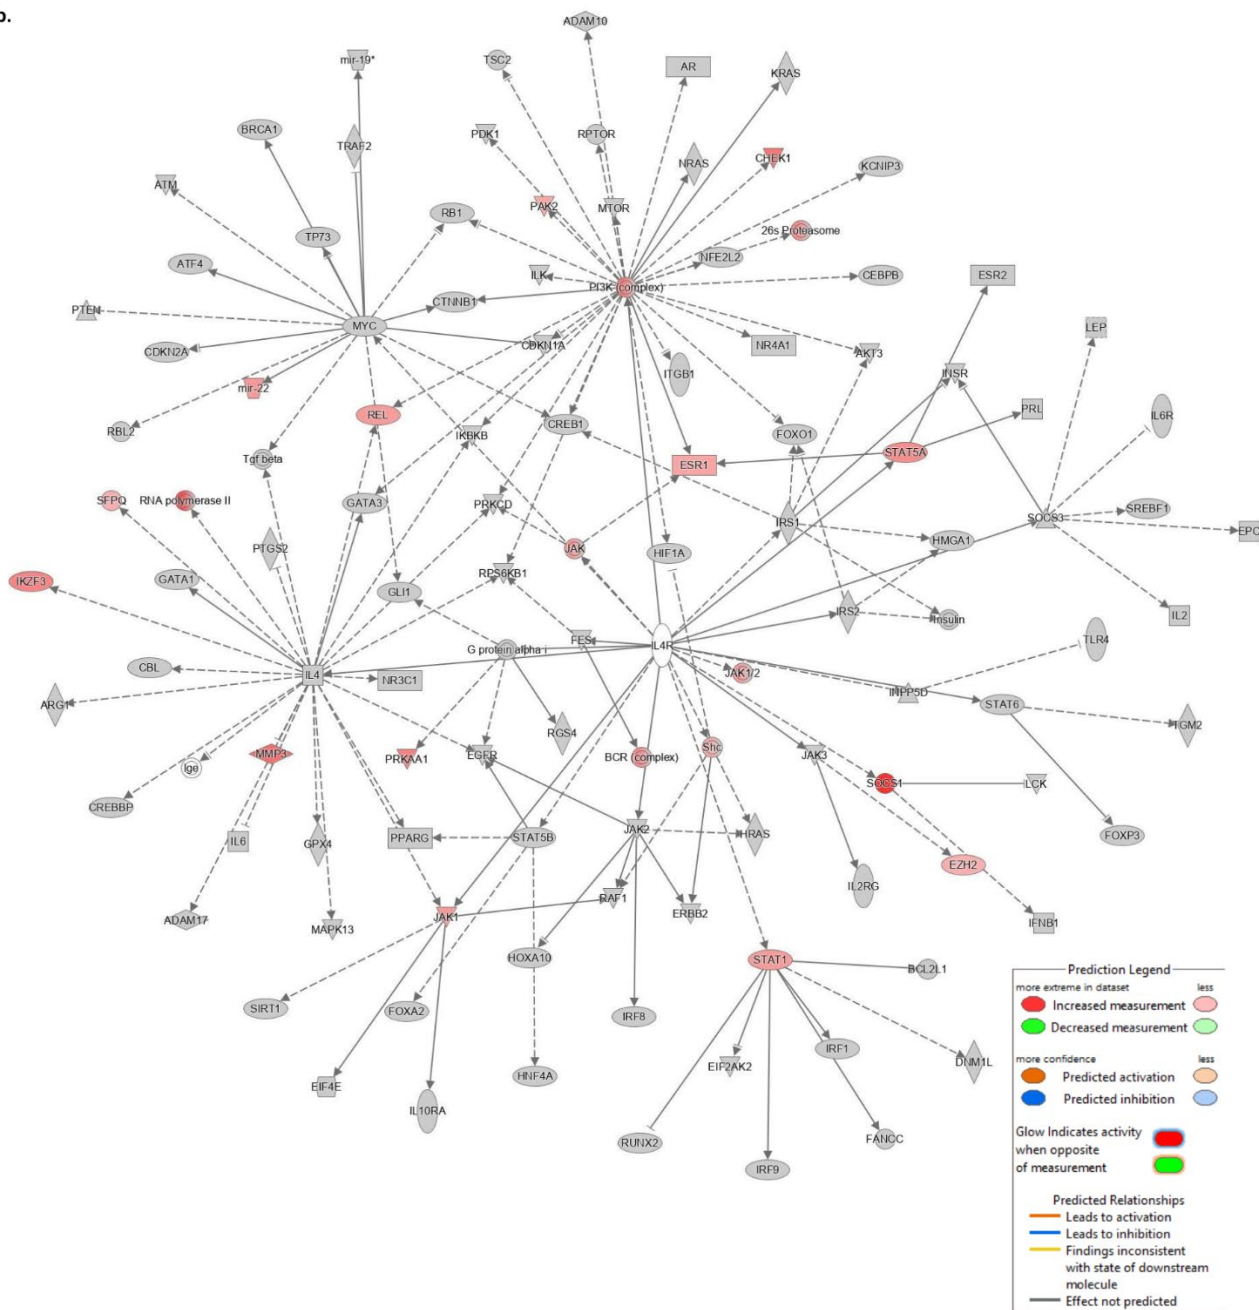 b.
ADAM10
mir-19*
TSC2
AR
KRAS
BRCA1
TRAF2
PDK1
RPTOR
NRAS
CHEK1
KCNIP3
ATM
PAK2
MTOR
RB1
26s Proteasome
TP73
NFE2L2
ATF4
ILK
CEBPB
ESR2
PI3K (complex)
PTEN
CTNNB1
MYC
LEP
CDKN2A
CDKN1A
NR4A1
AKT3
ITGB1
INSR
mir-22
REL
PRL
IL6R
RBL2
IKBKB
CREB1
FOXO1
Tgf beta
ESR1
STAT5A
SFPQ
RNA polymerase II
GATA3
PRKCD
IRS1
SOCS3
SREBF1
EPO
PTGS2
JAK
HIF1A
HMGA1
IKZF3
GATA1
RPS6KB1
GLI1
IRS2
Insulin
IL2
FES
G protein alpha i
IL4R
TLR4
CBL
IL4
NR3C1
JAK1/2
INPP5D
ARG1
STAT6
TGM2
RGS4
MMP3
Ige
PRKAA1
EGFR
BCR (complex)
Shc
JAK3
SOCS1
LCK
CREBBP
IL6
GPX4
PPARG
STAT5B
JAK2
HRAS
FOXP3
EZH2
IL2RG
ADAM17
MAPK13
JAK1
RAF1
ERBB2
IFNB1
HOXA10
STAT1
BCL2L1
SIRT1
FOXA2
IRF8
EIF4E
IL10RA
HNF4A
EIF2AK2
IRF1
DNM1L
RUNX2
IRF9
FANCC
Prediction Legend
more extreme in dataset less
Increased measurement
Decreased measurement
more confidence less
Predicted activation
Predicted inhibition
Glow Indicates activity
when opposite
of measurement
Predicted Relationships
Leads to activation
Leads to inhibition
Findings inconsistent
with state of downstream
molecule
Effect not predicted